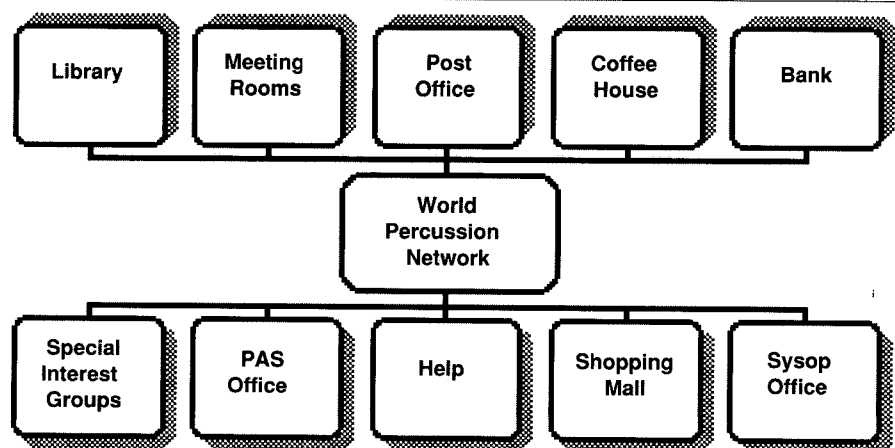 Library
Meeting
Rooms
Post
Office
Coffee
House
Bank
World
Percussion
Network
Special
Interest
Groups
PAS
Office
Help
Shopping
Mall
Sysop
Office